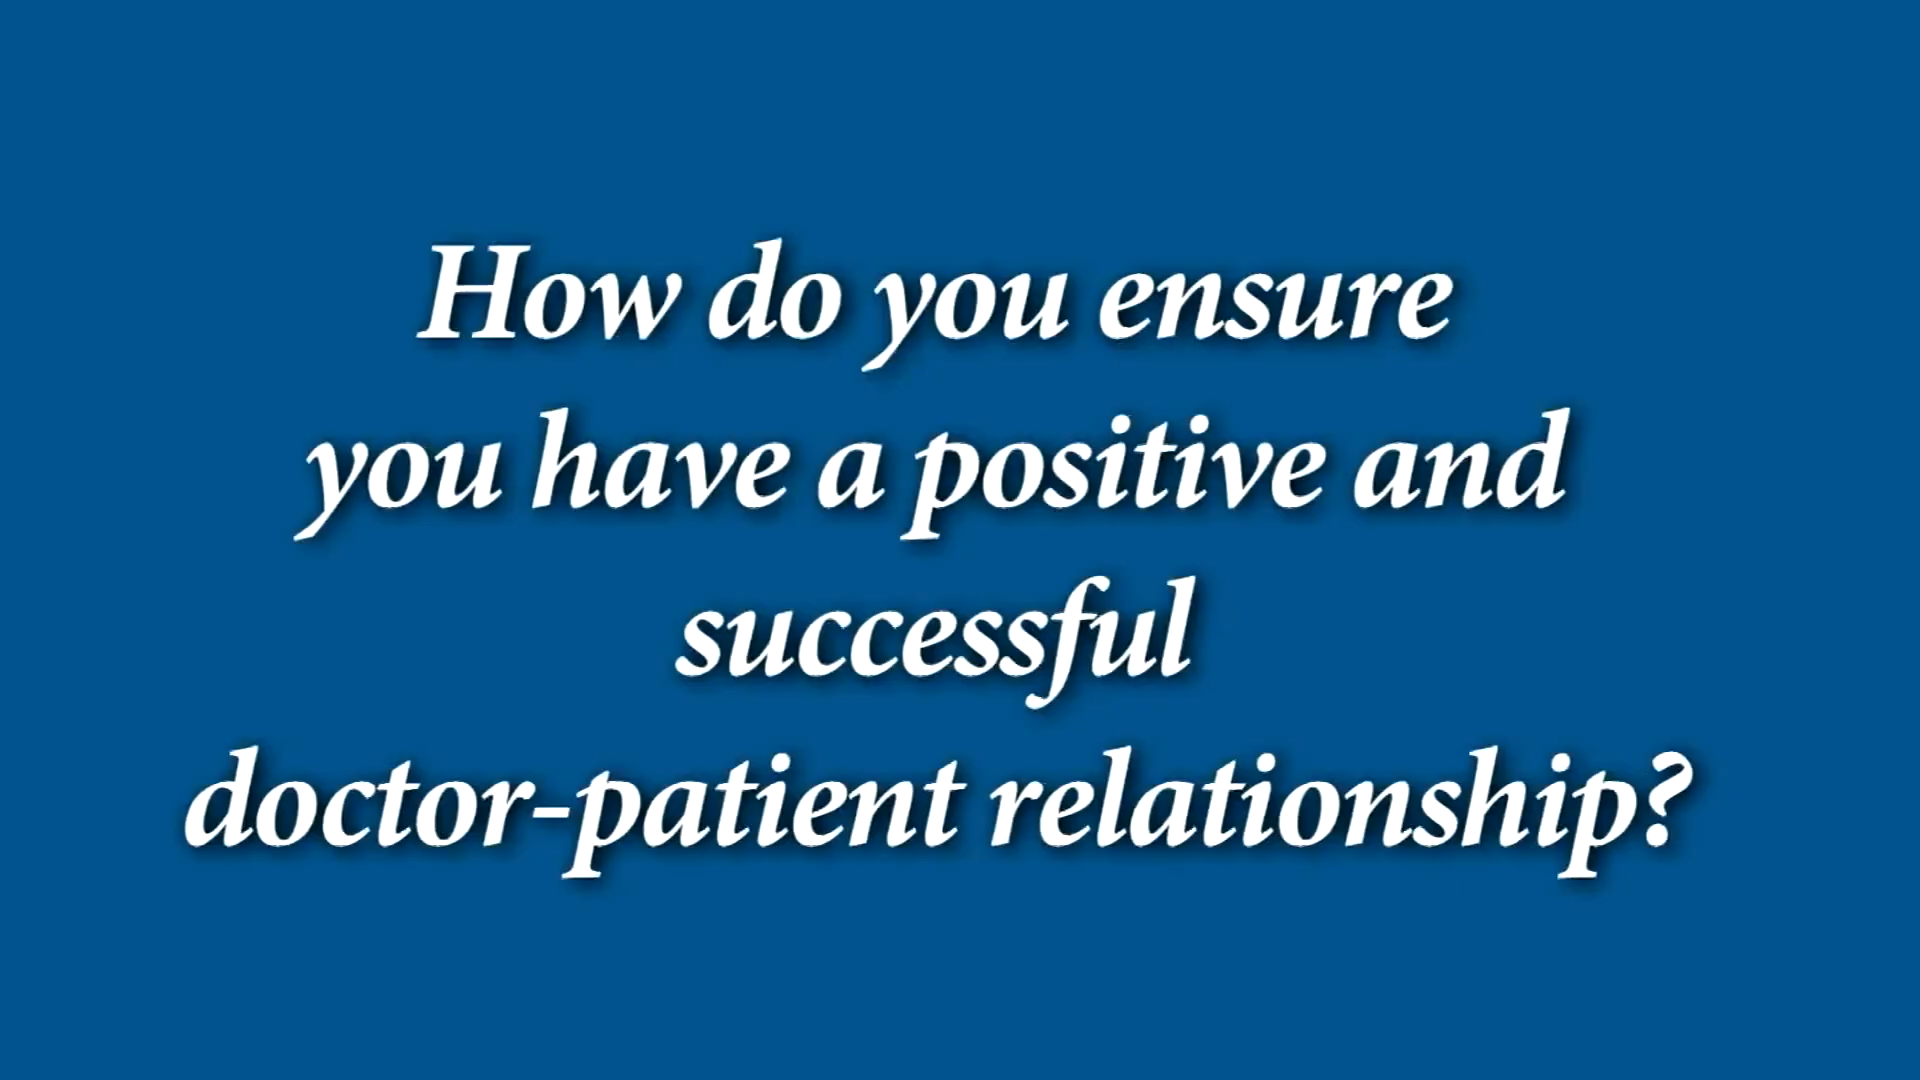 How do you ensure
you have a positive and
successful
doctor-patient relationship?